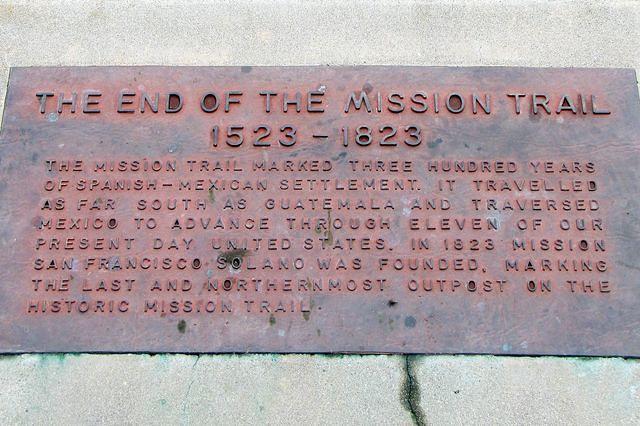 THE END OF THE MISSION TRAIL
1523 - 1823
THE MISSION TRAIL MARKED THREE HUNDRED YEARS
OF SPANISH-MEXICAN SETTLEMENT. IT TRAVELLED
AS FAR SOUTH AS GUATEMALA AND TRAVERSED
MEXICO TO ADVANCE THROUGH ELEVEN OF OUR
PRESENT DAY UNITED STATES. IN 1823 MISSION
SAN FRANCISCO SOLANO WAS FOUNDED, MARKING
THE LAST AND NORTHERNMOST OUTPOST ON THE
HISTORIC MISSION TRAIL